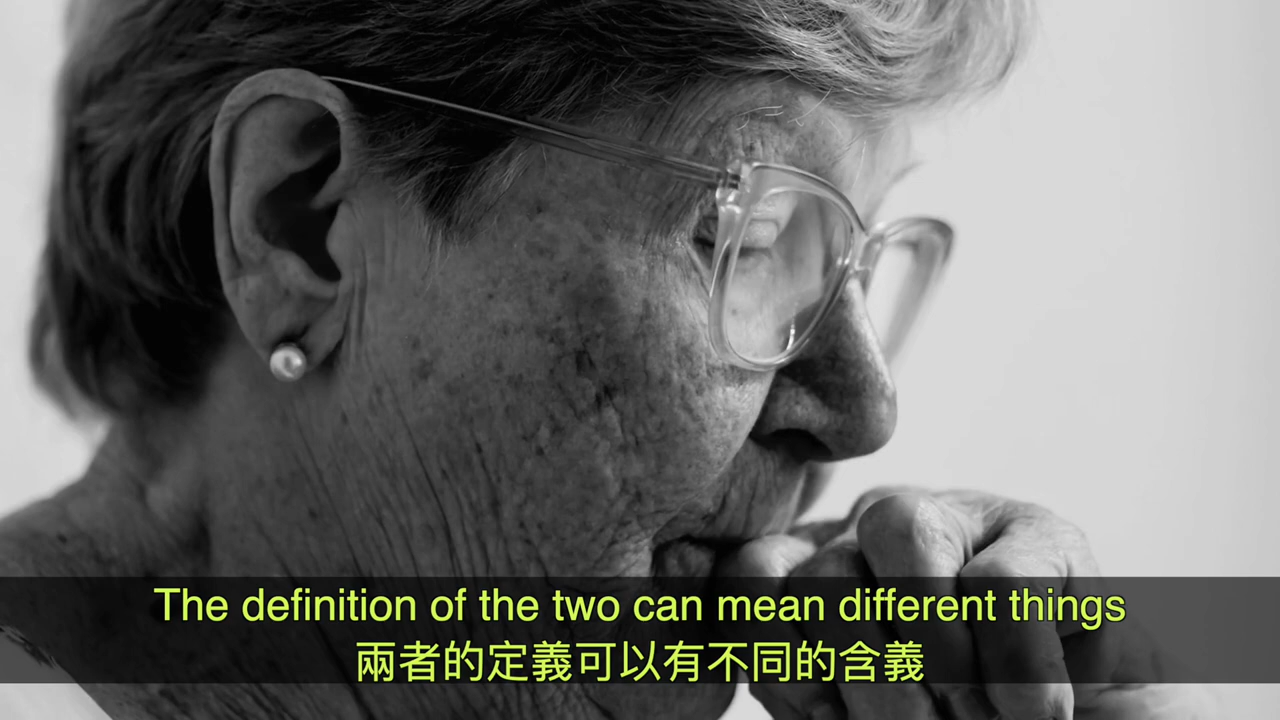 The definition of the two can mean different things
兩者的定義可以有不同的含義